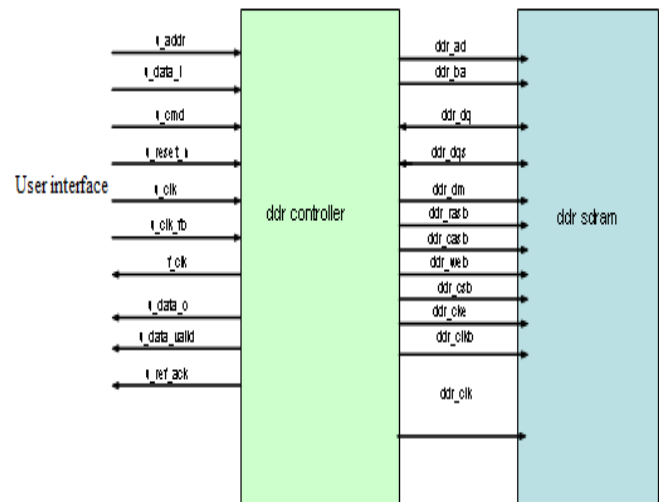 u_addr
u_data_i
u_cmd
u_reset_n
User interface
u_clk
u_clk_fb
r_clk
u_data_o
u_data_valid
u_ref_ack
ddr controller
ddr_ad
ddr_ba
ddr_dq
ddr_dqs
ddr_dm
ddr_rasb
ddr_casb
ddr_web
ddr_csb
ddr_cke
ddr_clkb
ddr_clk
ddr sdram